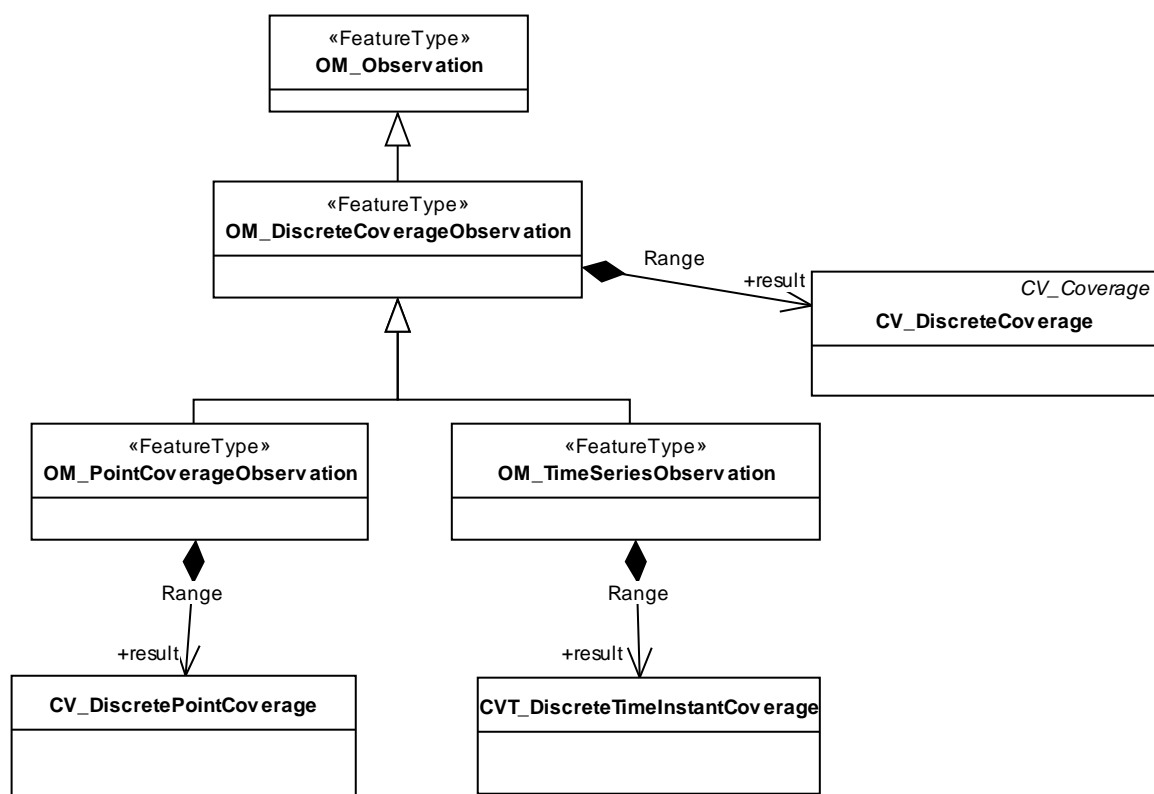 «FeatureType»
OM_Observation
«FeatureType»
OM_DiscreteCoverageObservation
Range
+result
CV_Coverage
CV_DiscreteCoverage
«FeatureType»
OM_PointCoverageObservation
«FeatureType»
OM_TimeSeriesObservation
Range
Range
+result
+result
CV_DiscretePointCoverage
CVT_DiscreteTimeInstantCoverage